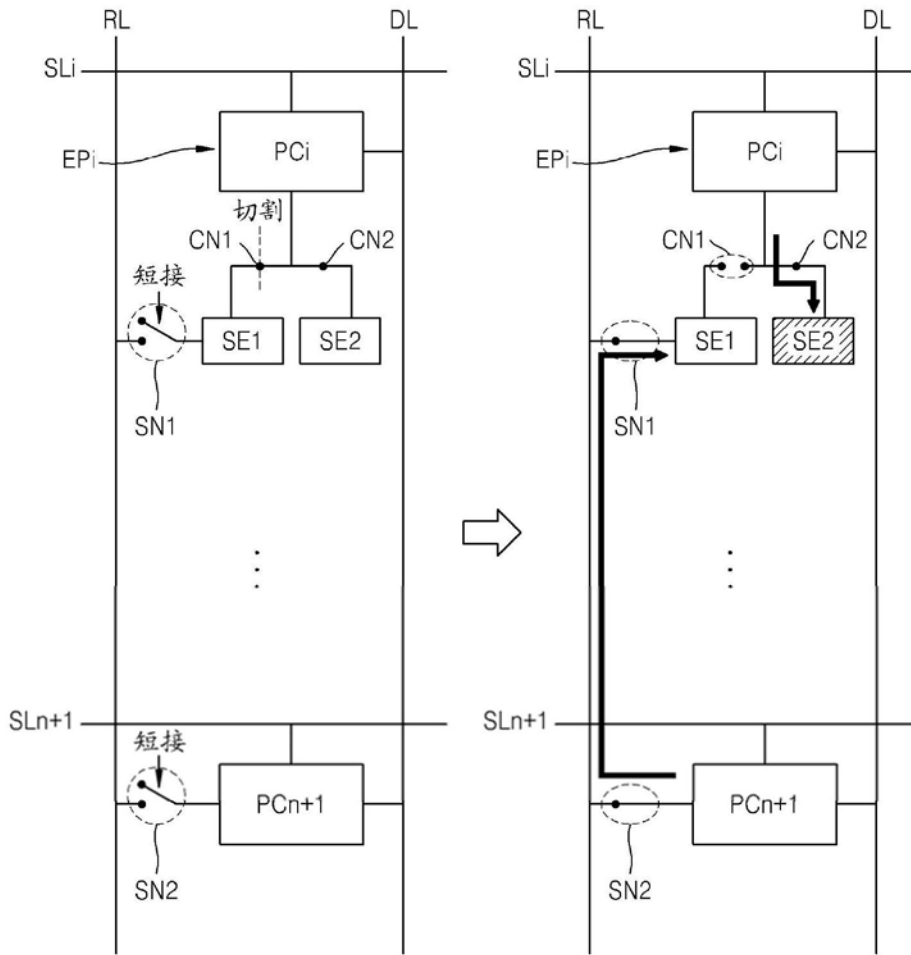 RL DL RL DL
SLi SLi
EPi PCi EPi PCi
切割
CN1 CN2 CN1 CN2
短接
SE1 SE2 SE1 SE2
SN1 SN1
SLn+1 SLn+1
短接
PCn+1 PCn+1
SN2 SN2